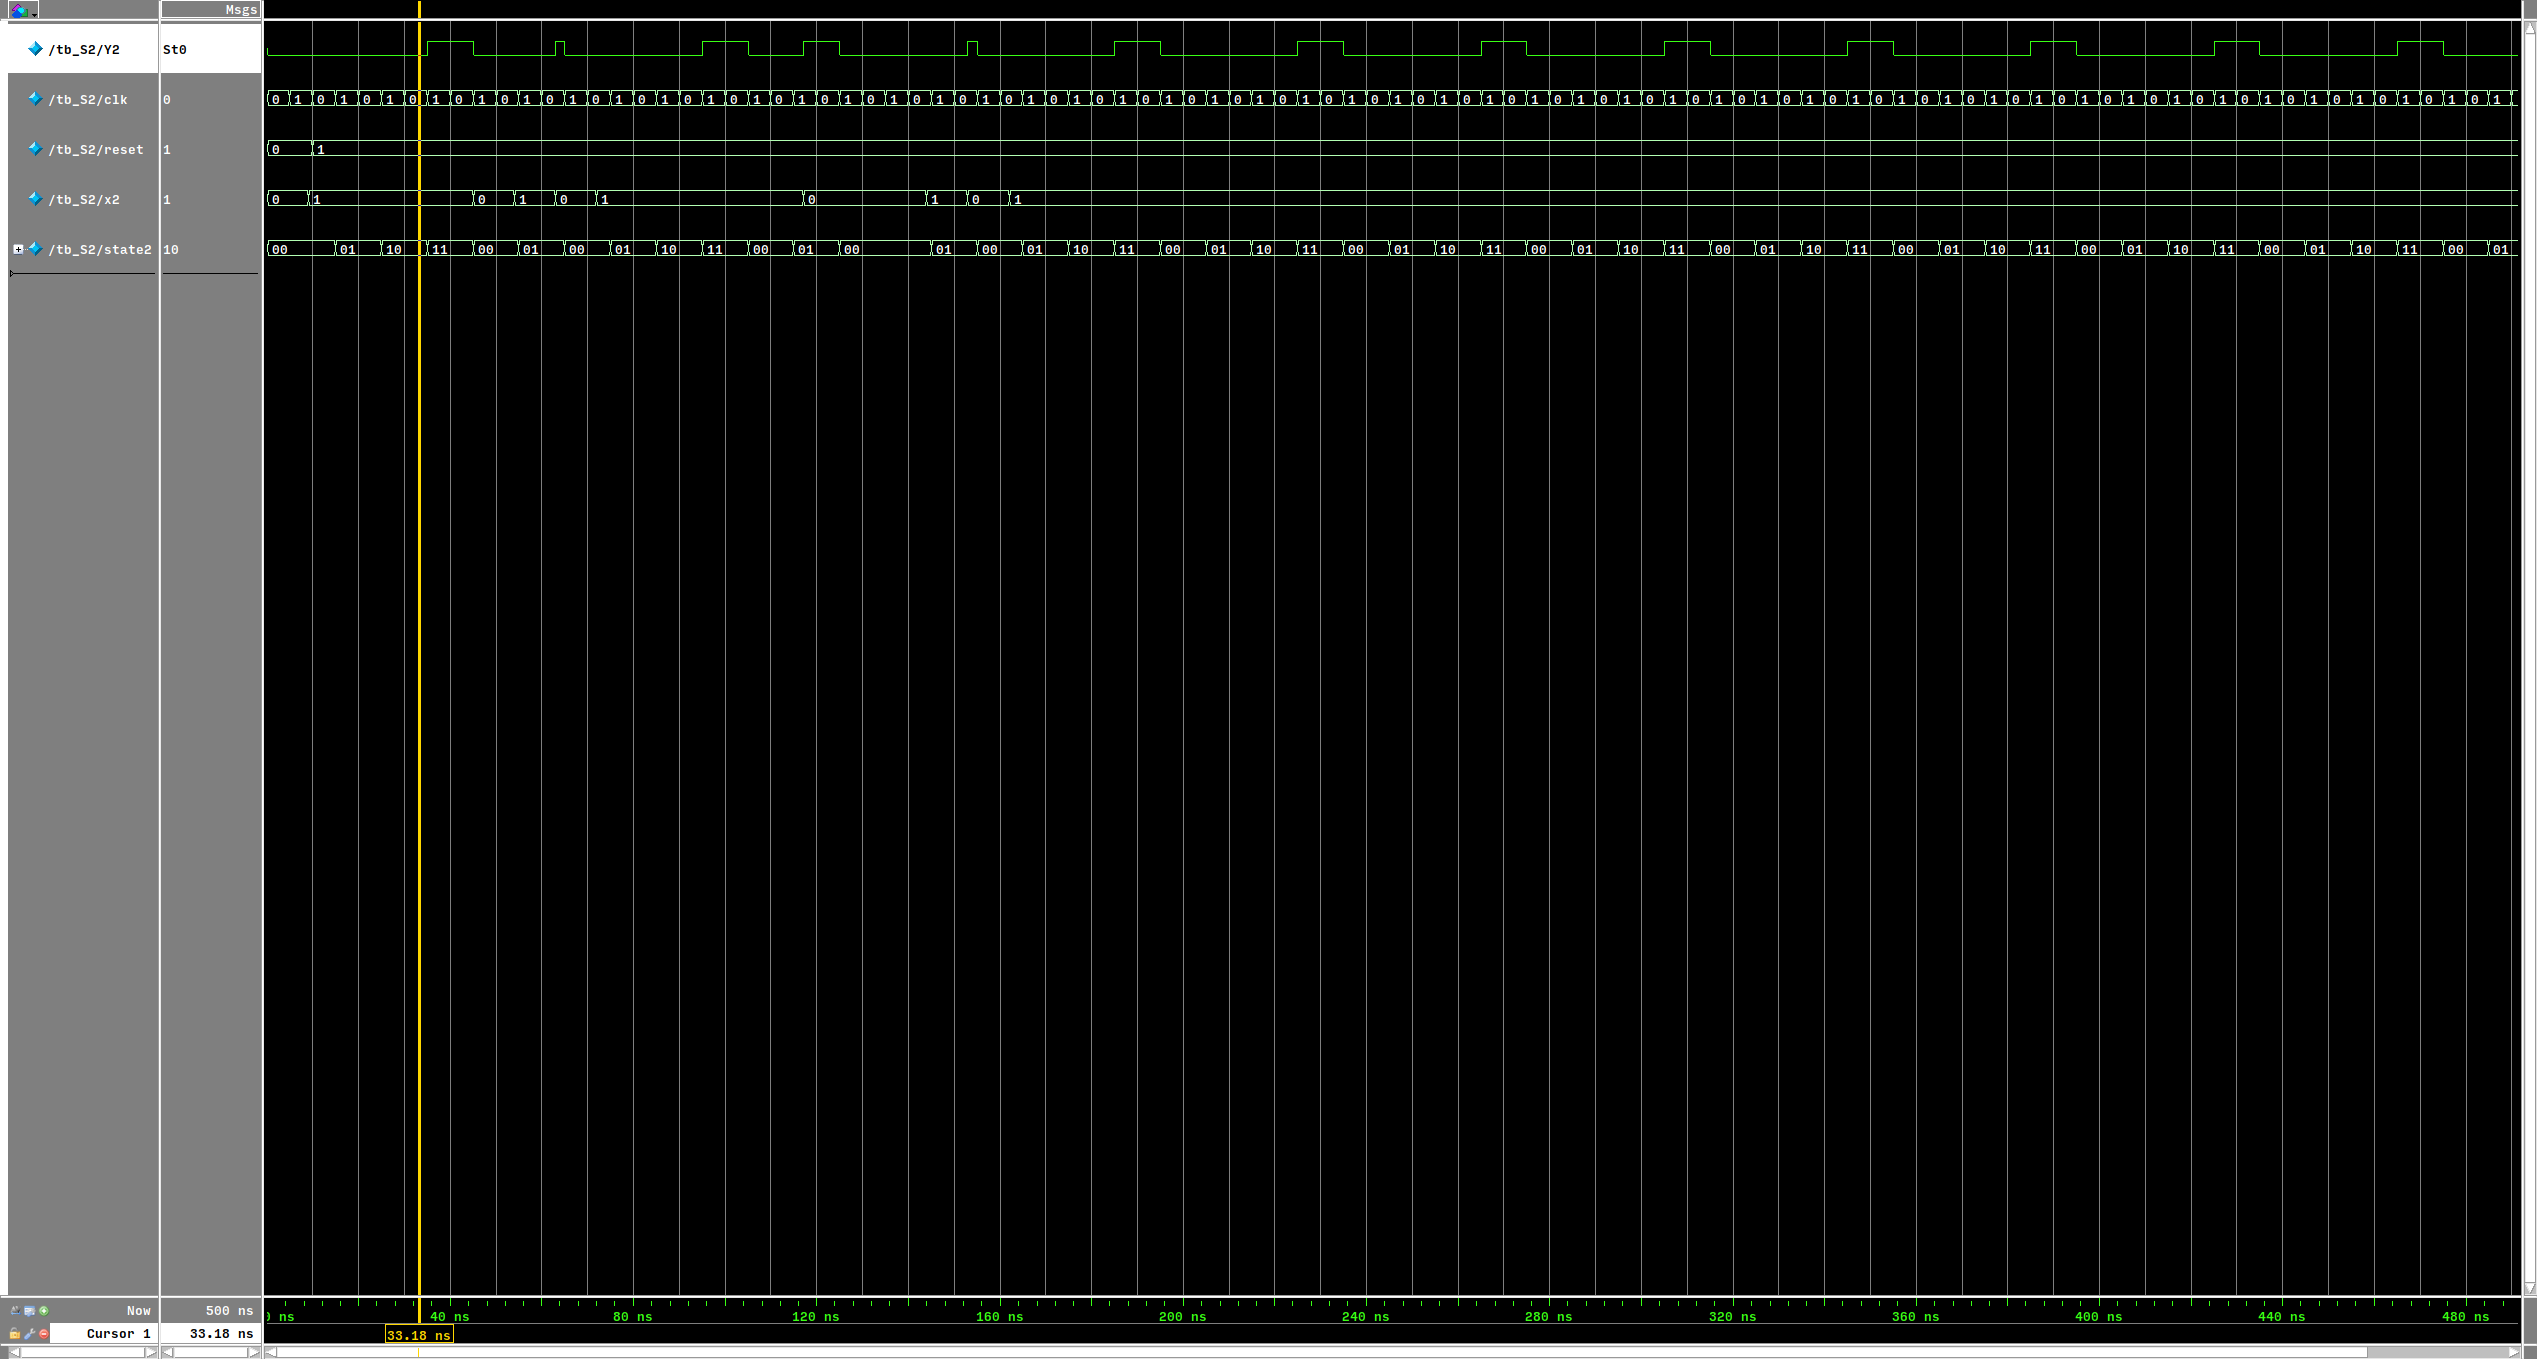 Msgs
/tb_S2/Y2 St0
/tb_S2/clk 0 0 1 0 1 0 1 0 1 0 1 0 1 0 1 0 1 0 1 0 1 0 1 0 1 0 1 0 1 0 1 0 1 0 1 0 1 0 1 0 1 0 1 0 1 0 1 0 1 0 1 0 1 0 1 0 1 0 1 0 1 0 1 0 1 0 1 0 1 0 1 0 1 0 1 0 1 0 1 0 1 0 1 0 1 0 1 0 1 0 1 0 1 0 1 0 1 0 1
/tb_S2/reset 1 0 1
/tb_S2/x2 1 0 1 0 1 0 1 0 1 0 1
/tb_S2/state2 10 00 01 10 11 00 01 00 01 10 11 00 01 00 01 00 01 10 11 00 01 10 11 00 01 10 11 00 01 10 11 00 01 10 11 00 01 10 11 00 01 10 11 00 01 10 11 00 01
Now 500 ns ns 40 ns 80 ns 120 ns 160 ns 200 ns 240 ns 280 ns 320 ns 360 ns 400 ns 440 ns 480 ns
Cursor 1 33.18 ns 33.18 ns